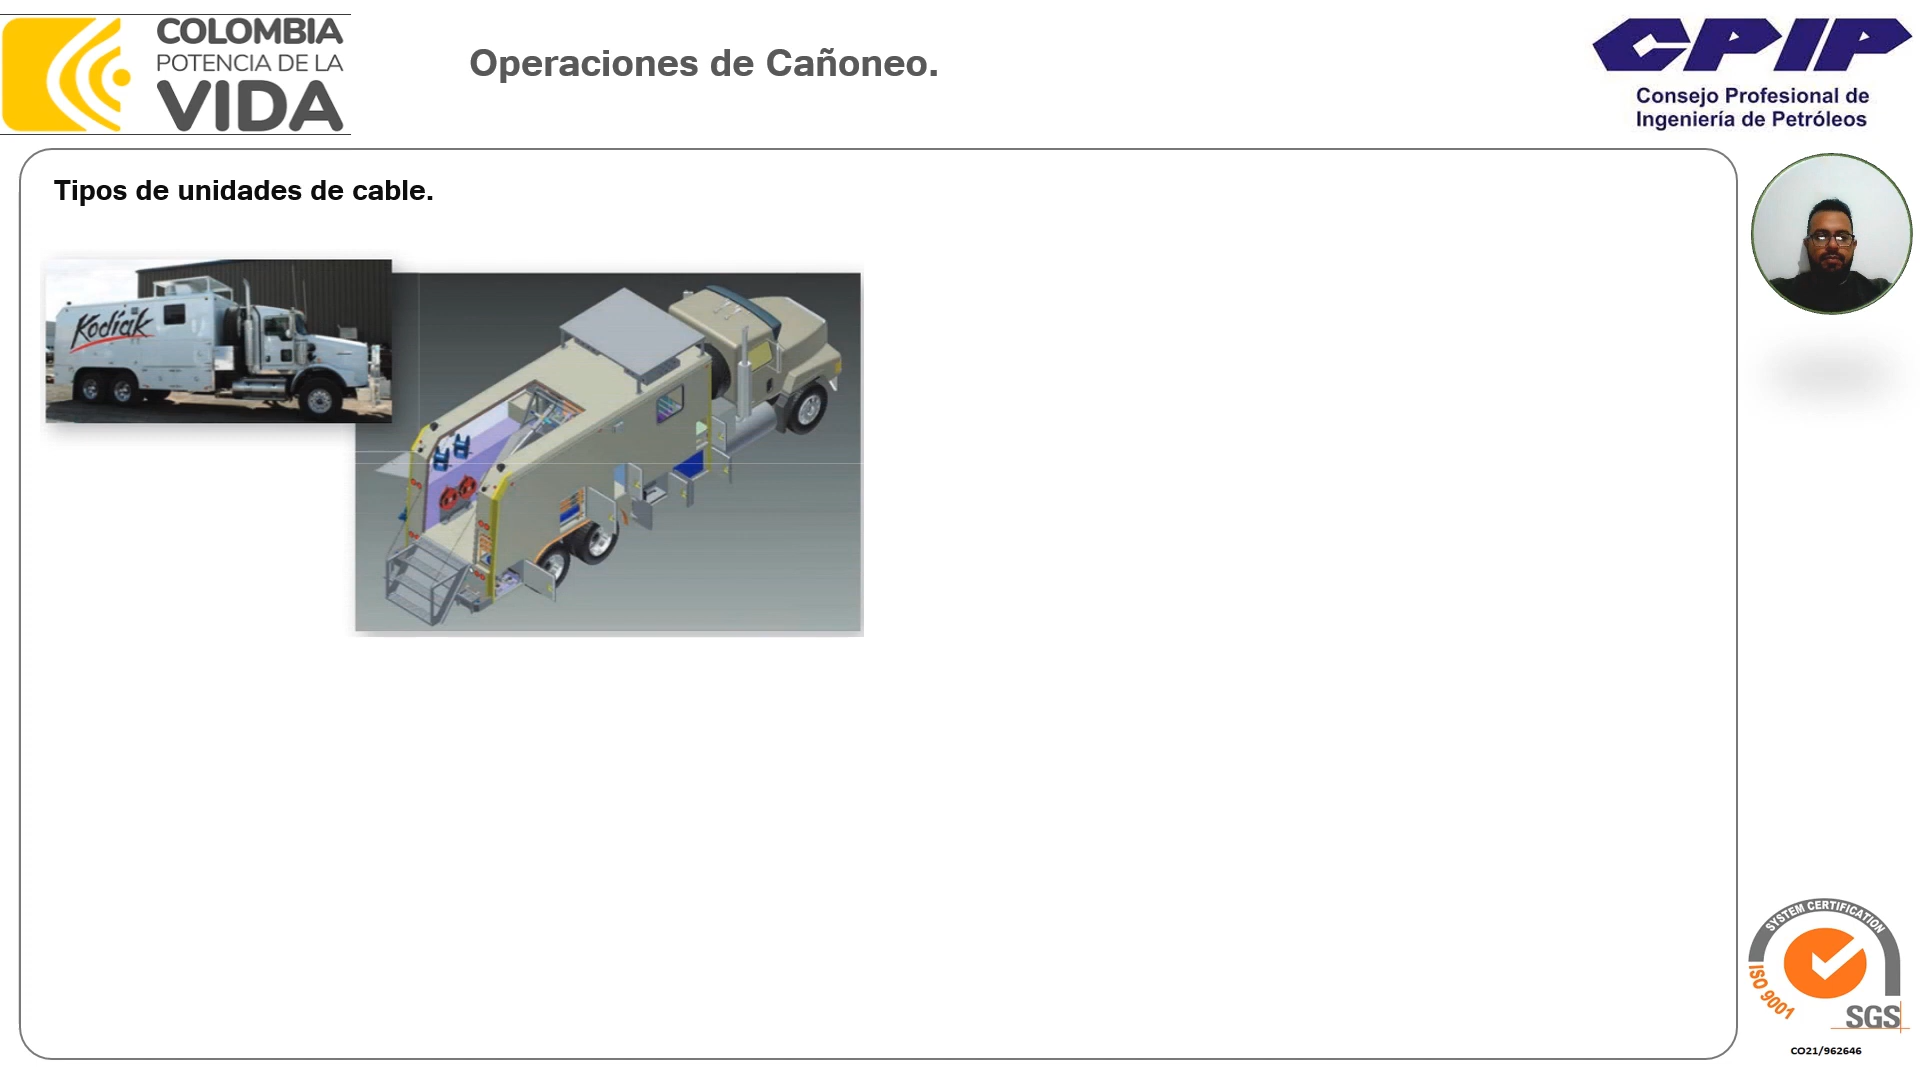 COLOMBIA
POTENCIA DE LA
VIDA
Operaciones de Cañoneo.
CPIP
Consejo Profesional de
Ingeniería de Petróleos
Tipos de unidades de cable.
Kodiak
SYSTEM CERTIFICATION
ISO 9001
SGS
CO21/962646